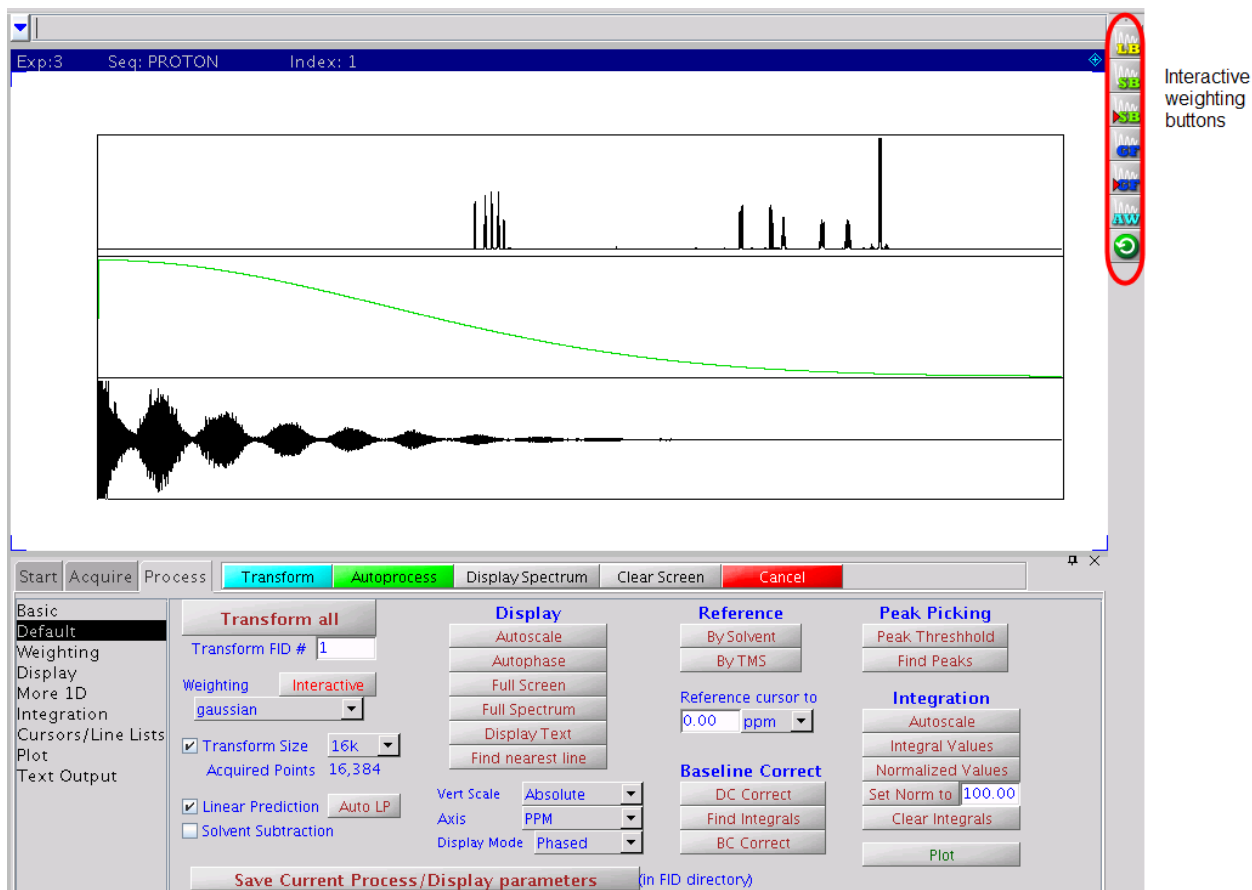 Exp:3 Seq: PROTON Index: 1
LB
SB
SB
GF
GF
AW
Interactive
weighting
buttons
Start Acquire Process Transform Autoprocess Display Spectrum Clear Screen Cancel
Basic
Default
Weighting
Display
More 1D
Integration
Cursors/Line Lists
Plot
Text Output
Transform all
Transform FID # 1
Weighting Interactive
gaussian
Transform Size 16k
Acquired Points 16,384
Linear Prediction Auto LP
Solvent Subtraction
Display
Autoscale
Autophase
Full Screen
Full Spectrum
Display Text
Find nearest line
Vert Scale Absolute
Axis PPM
Display Mode Phased
Reference
By Solvent
By TMS
Reference cursor to
0.00 ppm
Baseline Correct
DC Correct
Find Integrals
BC Correct
Peak Picking
Peak Threshhold
Find Peaks
Integration
Autoscale
Integral Values
Normalized Values
Set Norm to 100.00
Clear Integrals
Plot
Save Current Process/Display parameters (in FID directory)